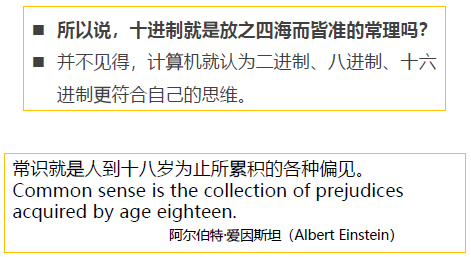 ■ 所以说，十进制就是放之四海而皆准的常理吗？
■ 并不见得，计算机就认为二进制、八进制、十六
进制更符合自己的思维。
常识就是人到十八岁为止所累积的各种偏见。
Common sense is the collection of prejudices
acquired by age eighteen.
阿尔伯特·爱因斯坦（Albert Einstein）